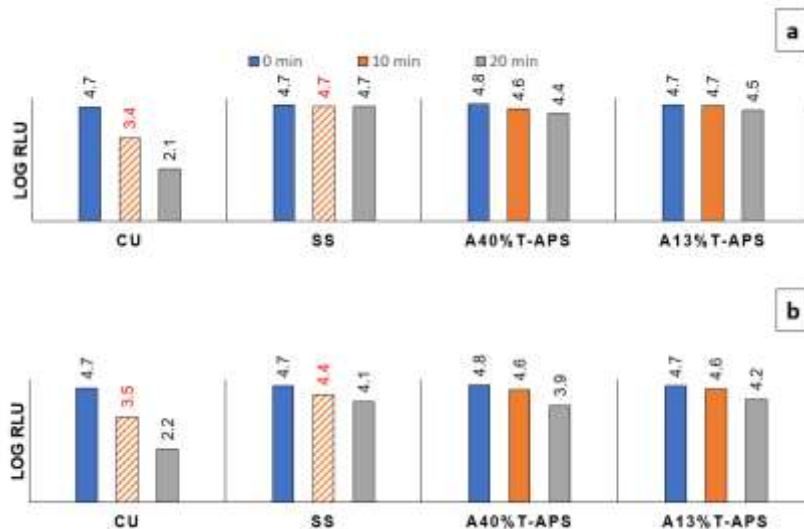 a
0 min 10 min 20 min
4.7 3.4 2.1 4.7 4.7 4.7 4.8 4.6 4.4 4.7 4.7 4.5
LOG RLU
CU SS A40%T-APS A13%T-APS
b
4.7 3.5 2.2 4.7 4.4 4.1 4.8 4.6 3.9 4.7 4.6 4.2
LOG RLU
CU SS A40%T-APS A13%T-APS